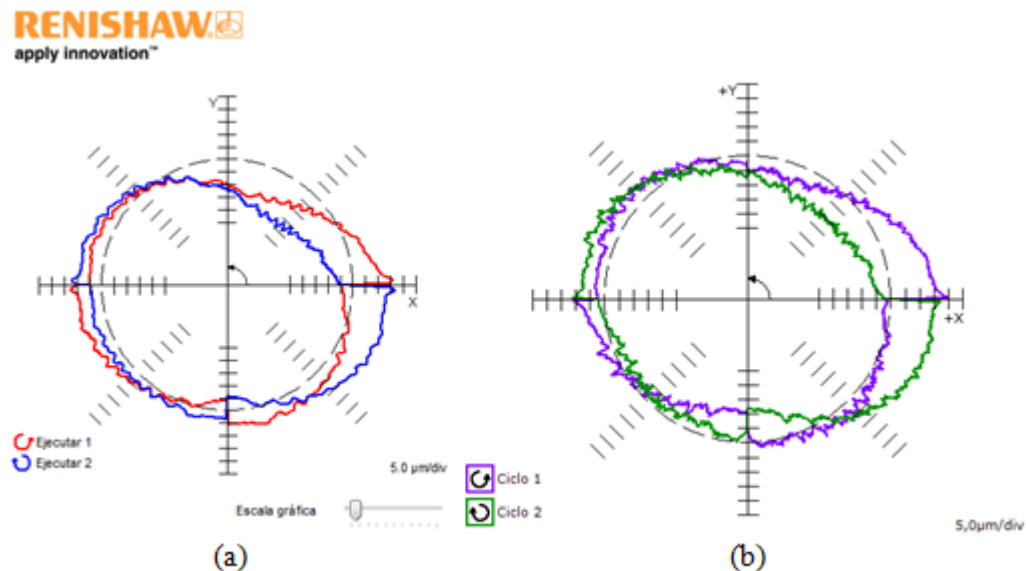 RENISHAW
apply innovation™
Y
X
Ejecutar 1
Ejecutar 2
5.0 µm/div
Escala gráfica
(a)
+Y
+X
Ciclo 1
Ciclo 2
5,0µm/div
(b)